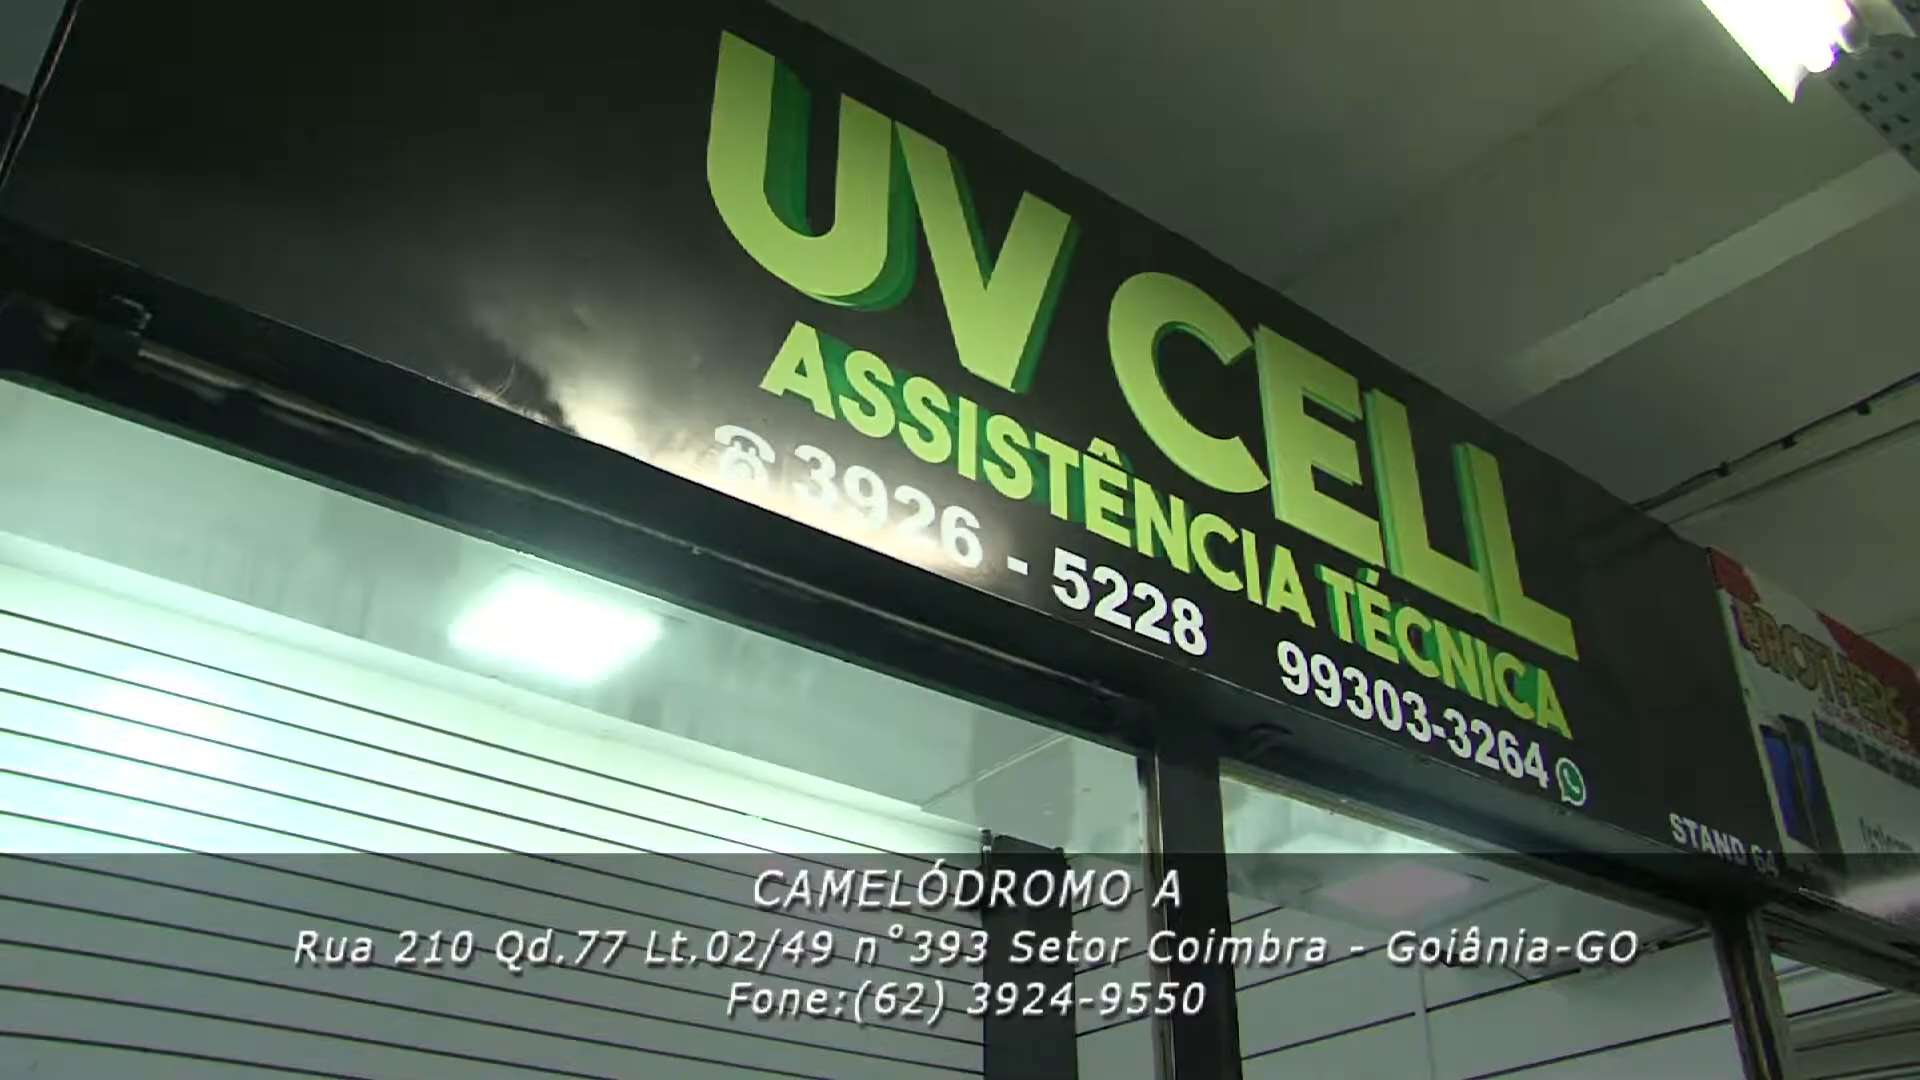 UV CELL
ASSISTÊNCIA TÉCNICA
3926 - 5228 99303-3264
STAND 64
BROTHERS
CAMELÓDROMO A
Rua 210 Qd.77 Lt.02/49 n°393 Setor Coimbra - Goiânia-GO
Fone:(62) 3924-9550